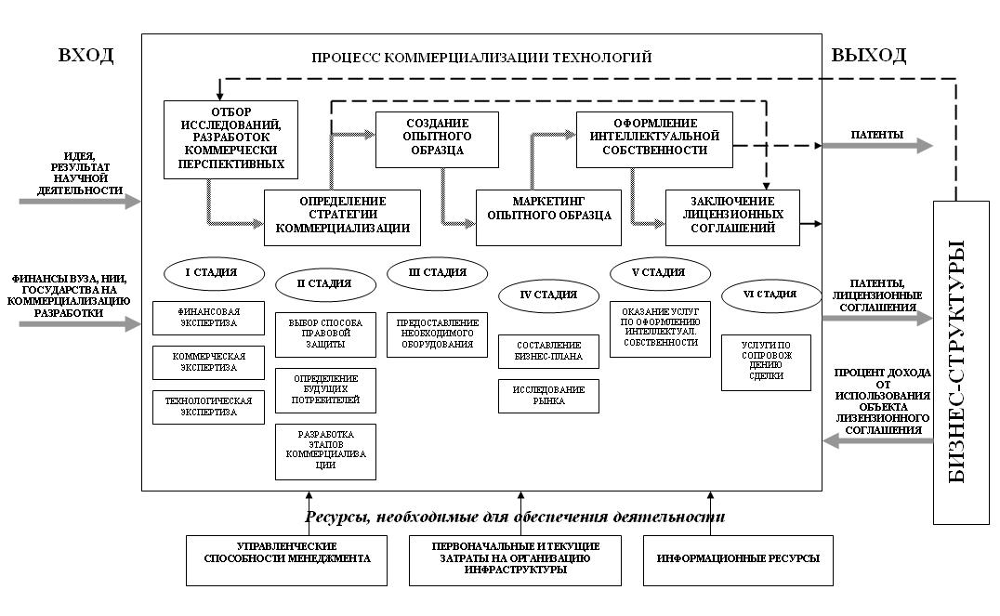 ВХОД
ПРОЦЕСС КОММЕРЦИАЛИЗАЦИИ ТЕХНОЛОГИЙ
ВЫХОД
ОТБОР
ИССЛЕДОВАНИЙ,
РАЗРАБОТОК
КОММЕРЧЕСКИ
ПЕРСПЕКТИВНЫХ
СОЗДАНИЕ
ОПЫТНОГО
ОБРАЗЦА
ОФОРМЛЕНИЕ
ИНТЕЛЛЕКТУАЛЬНОЙ
СОБСТВЕННОСТИ
ПАТЕНТЫ
ИДЕЯ,
РЕЗУЛЬТАТ
НАУЧНОЙ
ДЕЯТЕЛЬНОСТИ
ОПРЕДЕЛЕНИЕ
СТРАТЕГИИ
КОММЕРЦИАЛИЗАЦИИ
МАРКЕТИНГ
ОПЫТНОГО ОБРАЗЦА
ЗАКЛЮЧЕНИЕ
ЛИЦЕНЗИОННЫХ
СОГЛАШЕНИЙ
ФИНАНСЫ ВУЗА, НИИ,
ГОСУДАРСТВА НА
КОММЕРЦИАЛИЗАЦИЮ
РАЗРАБОТКИ
I СТАДИЯ
ФИНАНСОВАЯ
ЭКСПЕРТИЗА
КОММЕРЧЕСКАЯ
ЭКСПЕРТИЗА
ТЕХНОЛОГИЧЕСКАЯ
ЭКСПЕРТИЗА
II СТАДИЯ
ВЫБОР СПОСОБА
ПРАВОВОЙ
ЗАЩИТЫ
ОПРЕДЕЛЕНИЕ
БУДУЩИХ
ПОТРЕБИТЕЛЕЙ
РАЗРАБОТКА
ЭТАПОВ
КОММЕРЦИАЛИЗА
ЦИИ
III СТАДИЯ
ПРЕДОСТАВЛЕНИЕ
НЕОБХОДИМОГО
ОБОРУДОВАНИЯ
IV СТАДИЯ
СОСТАВЛЕНИЕ
БИЗНЕС-ПЛАНА
ИССЛЕДОВАНИЕ
РЫНКА
V СТАДИЯ
ОКАЗАНИЕ УСЛУГ
ПО ОФОРМЛЕНИЮ
ИНТЕЛЛЕКТУАЛ.
СОБСТВЕННОСТИ
VI СТАДИЯ
УСЛУГИ ПО
СОПРОВОЖ
ДЕНИЮ
СДЕЛКИ
ПАТЕНТЫ,
ЛИЦЕНЗИОННЫЕ
СОГЛАШЕНИЯ
ПРОЦЕНТ ДОХОДА
ОТ
ИСПОЛЬЗОВАНИЯ
ОБЪЕКТА
ЛИЗЕНЗИОННОГО
СОГЛАШЕНИЯ
БИЗНЕС-СТРУКТУРЫ
Ресурсы, необходимые для обеспечения деятельности
УПРАВЛЕНЧЕСКИЕ
СПОСОБНОСТИ МЕНЕДЖМЕНТА
ПЕРВОНАЧАЛЬНЫЕ И ТЕКУЩИЕ
ЗАТРАТЫ НА ОРГАНИЗАЦИЮ
ИНФРАСТРУКТУРЫ
ИНФОРМАЦИОННЫЕ РЕСУРСЫ